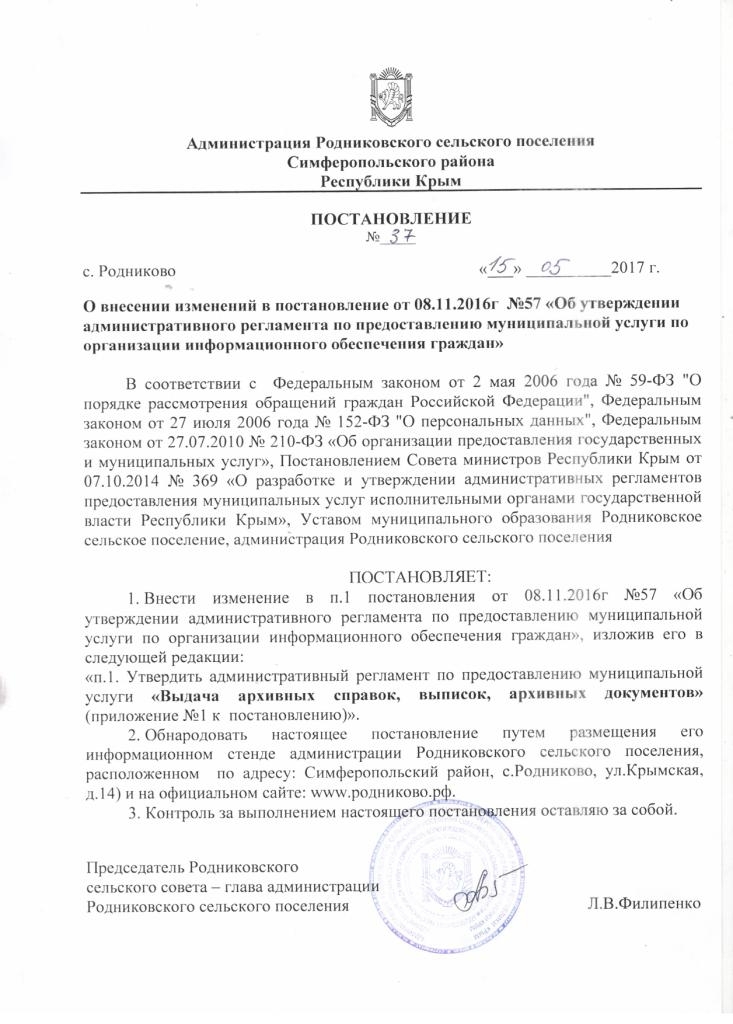 Администрация Родниковского сельского поселения
Симферопольского района
Республики Крым
ПОСТАНОВЛЕНИЕ
№ 37
с. Родниково «15» 05 2017 г.
О внесении изменений в постановление от 08.11.2016г №57 «Об утверждении
административного регламента по предоставлению муниципальной услуги по
организации информационного обеспечения граждан»
В соответствии с Федеральным законом от 2 мая 2006 года № 59-ФЗ "О
порядке рассмотрения обращений граждан Российской Федерации", Федеральным
законом от 27 июля 2006 года № 152-ФЗ "О персональных данных", Федеральным
законом от 27.07.2010 № 210-ФЗ «Об организации предоставления государственных
и муниципальных услуг», Постановлением Совета министров Республики Крым от
07.10.2014 № 369 «О разработке и утверждении административных регламентов
предоставления муниципальных услуг исполнительными органами государственной
власти Республики Крым», Уставом муниципального образования Родниковское
сельское поселение, администрация Родниковского сельского поселения
ПОСТАНОВЛЯЕТ:
1. Внести изменение в п.1 постановления от 08.11.2016г №57 «Об
утверждении административного регламента по предоставлению муниципальной
услуги по организации информационного обеспечения граждан», изложив его в
следующей редакции:
«п.1. Утвердить административный регламент по предоставлению муниципальной
услуги «Выдача архивных справок, выписок, архивных документов»
(приложение №1 к постановлению)».
2. Обнародовать настоящее постановление путем размещения его
информационном стенде администрации Родниковского сельского поселения,
расположенном по адресу: Симферопольский район, с.Родниково, ул.Крымская,
д.14) и на официальном сайте: www.родниково.рф.
3. Контроль за выполнением настоящего постановления оставляю за собой.
Председатель Родниковского
сельского совета – глава администрации
Родниковского сельского поселения Л.В.Филипенко